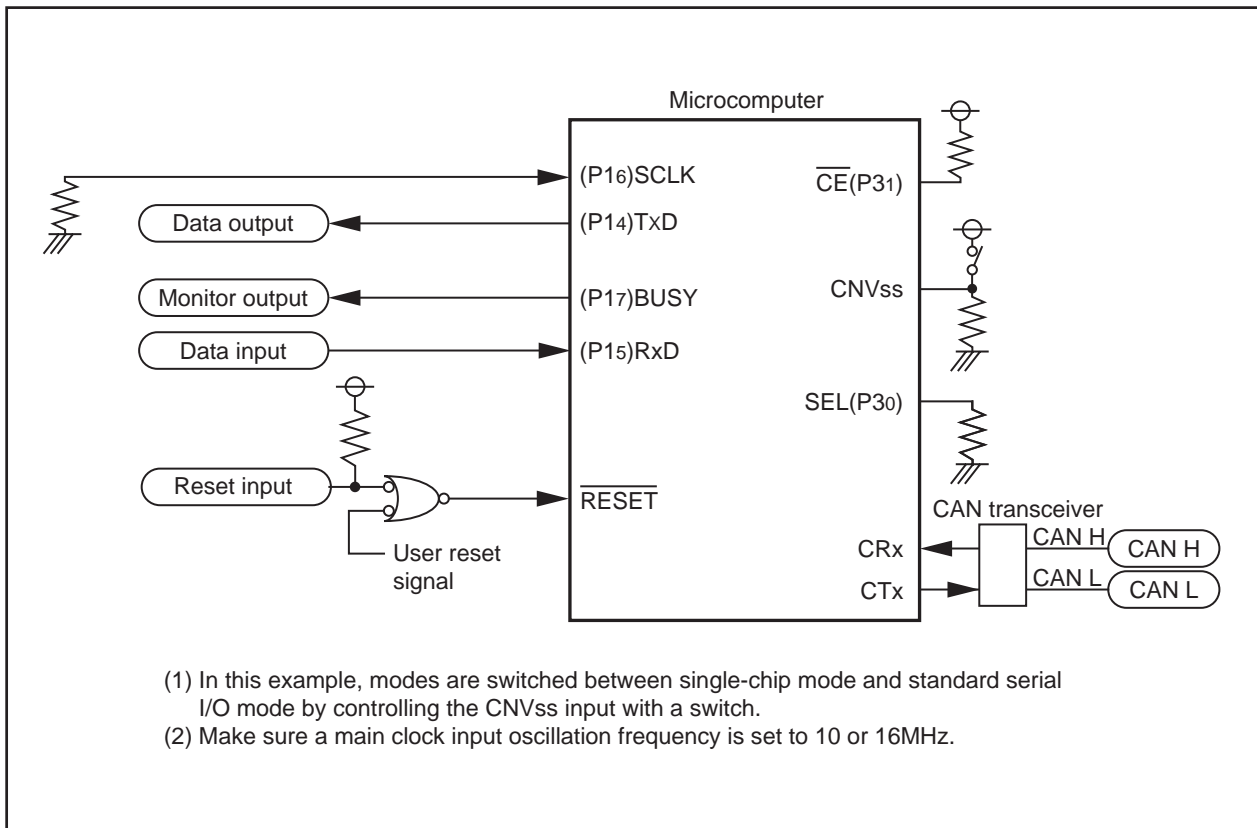 Microcomputer
(P16)SCLK
CE(P31)
Data output
(P14)TxD
Monitor output
(P17)BUSY
CNVss
Data input
(P15)RxD
SEL(P30)
Reset input
RESET
User reset
signal
CAN transceiver
CRx
CAN H
CAN H
CTx
CAN L
CAN L
(1) In this example, modes are switched between single-chip mode and standard serial
I/O mode by controlling the CNVss input with a switch.
(2) Make sure a main clock input oscillation frequency is set to 10 or 16MHz.